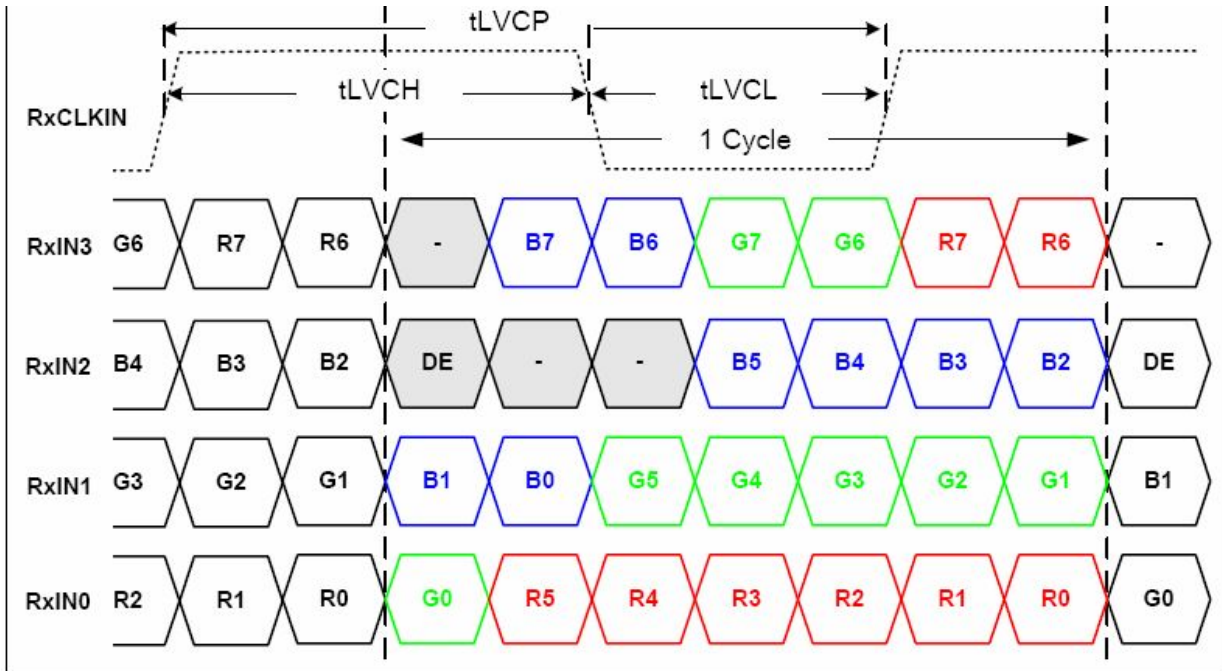 tLVCP
tLVCH tLVCL
RxCLKIN
1 Cycle
RxIN3 G6 R7 R6 - B7 B6 G7 G6 R7 R6 -
RxIN2 B4 B3 B2 DE - - B5 B4 B3 B2 DE
RxIN1 G3 G2 G1 B1 B0 G5 G4 G3 G2 G1 B1
RxIN0 R2 R1 R0 G0 R5 R4 R3 R2 R1 R0 G0